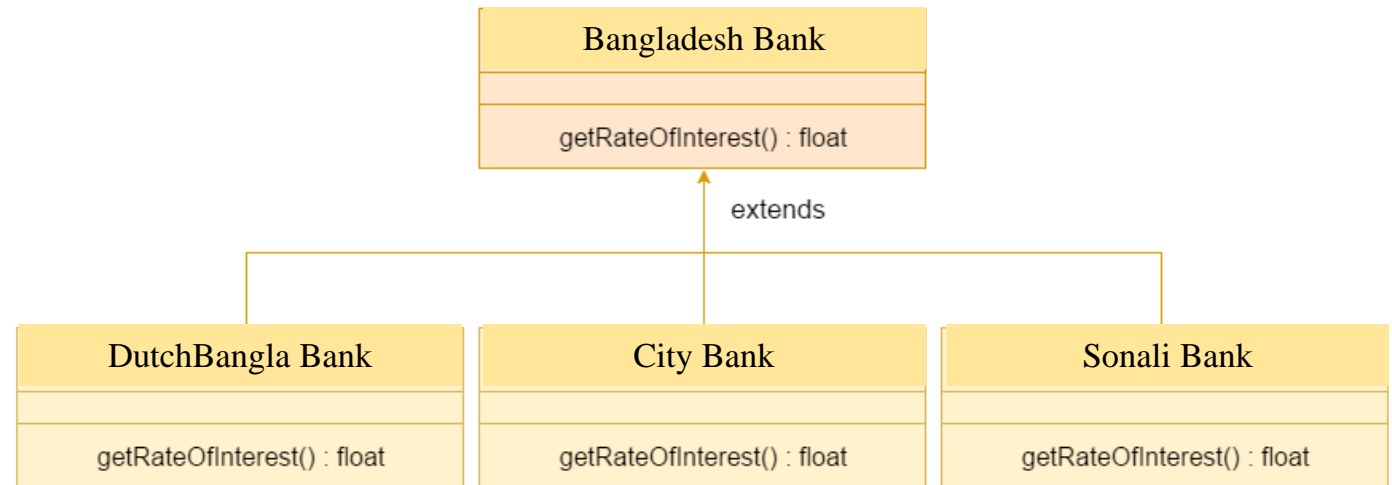 Bangladesh Bank
getRateOfInterest() : float
extends
DutchBangla Bank
City Bank
Sonali Bank
getRateOfInterest() : float
getRateOfInterest() : float
getRateOfInterest() : float